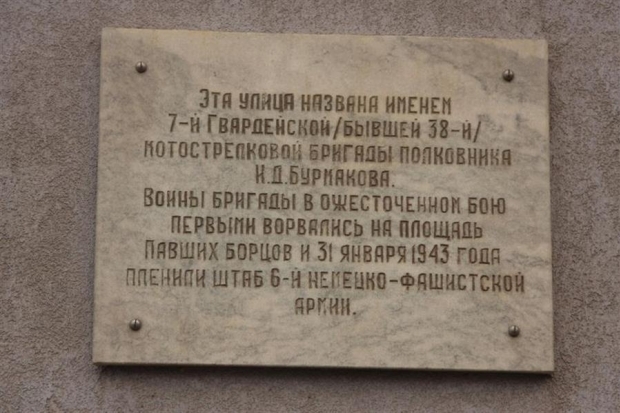 Эта улица названа именем
7-й Гвардейской/бывшей 38-й/
мотострелковой бригады полковника
И.Д.Бурмакова.
Воины бригады в ожесточенном бою
первыми ворвались на площадь
Павших борцов и 31 января 1943 года
пленили штаб 6-й немецко-фашистской
армии.